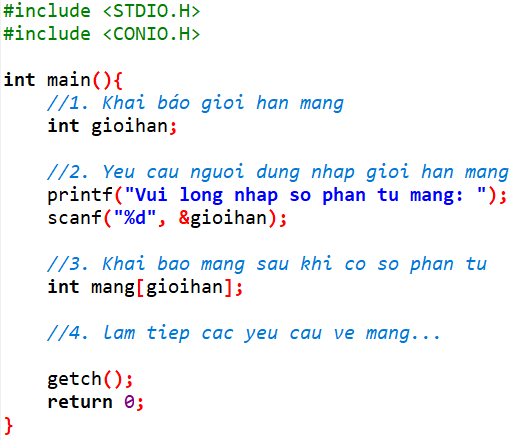 #include <STDIO.H>
#include <CONIO.H>
int main(){
//1. Khai báo gioi han mang
int gioihan;
//2. Yeu cau nguoi dung nhap gioi han mang
printf("Vui long nhap so phan tu mang: ");
scanf("%d", &gioihan);
//3. Khai bao mang sau khi co so phan tu
int mang[gioihan];
//4. lam tiep cac yeu cau ve mang...
getch();
return 0;
}